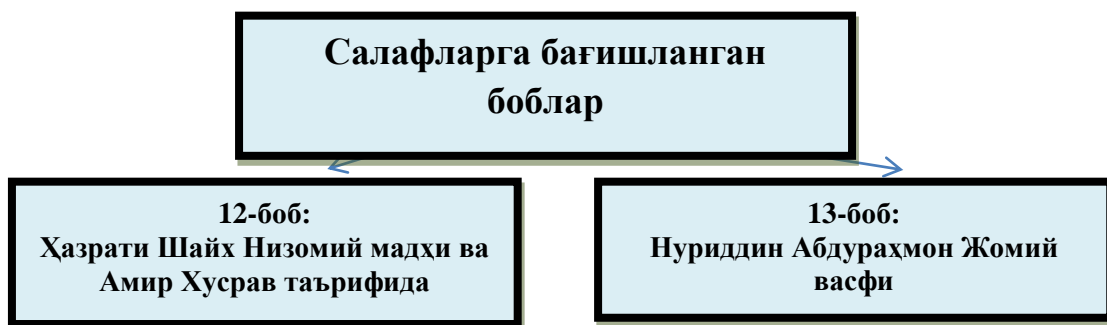 Салафларга бағишланган
боблар
12-боб:
Ҳазрати Шайх Низомий мадҳи ва
Амир Хусрав таърифида
13-боб:
Нуриддин Абдураҳмон Жомий
васфи